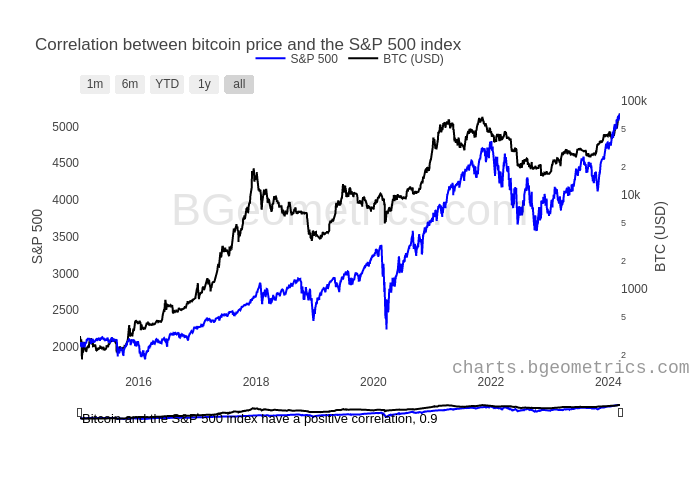 Correlation between bitcoin price and the S&P 500 index
S&P 500 BTC (USD)
1m 6m YTD 1y all
100k
5000 5
4500 2
4000 10k
BGeometrics.com
3500 5
3000 2
2500 1000
5
2000 2
S&P 500
BTC (USD)
charts.bgeometrics.com
2016 2018 2020 2022 2024
Bitcoin and the S&P 500 index have a positive correlation, 0.9